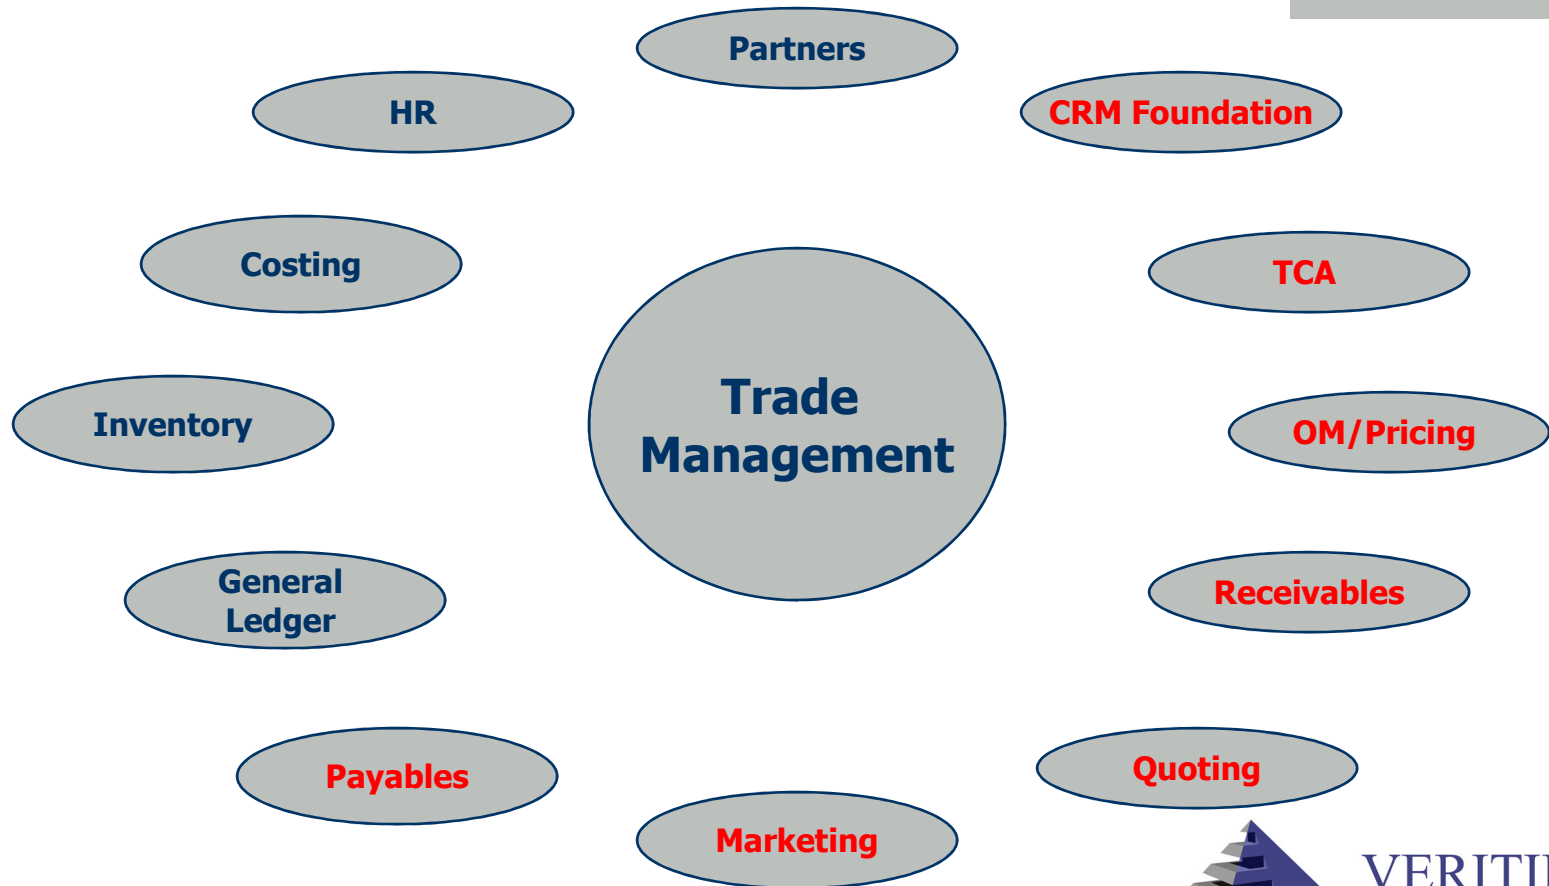 Partners
HR
CRM Foundation
Costing
TCA
Trade
Management
Inventory
OM/Pricing
General
Ledger
Receivables
Payables
Quoting
Marketing